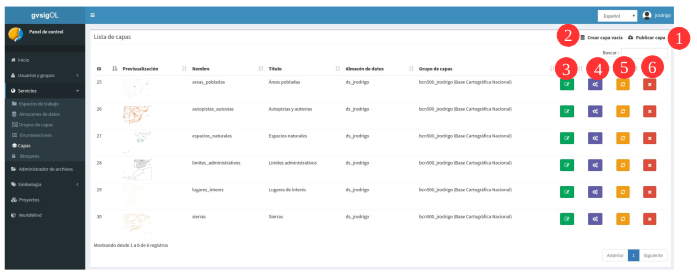 gvsigOL
Español
jrodrigo
Panel de control
Lista de capas
2
Crear capa vacía
Publicar capa
1
Buscar:
Inicio
Usuarios y grupos
Servicios
Espacios de trabajo
Almacenes de datos
Grupos de capas
Enumeraciones
Capas
Bloqueos
Administrador de archivos
Simbología
Proyectos
WorldWind
ID Previsualización Nombre Título Almacén de datos Grupo de capas
3 4 5 6
25 areas_pobladas Áreas pobladas ds_jrodrigo bcn500_jrodrigo (Base Cartográfica Nacional)
26 autopistas_autovias Autopistas y autovías ds_jrodrigo bcn500_jrodrigo (Base Cartográfica Nacional)
27 espacios_naturales Espacios naturales ds_jrodrigo bcn500_jrodrigo (Base Cartográfica Nacional)
28 limites_administrativos Límites administrativos ds_jrodrigo bcn500_jrodrigo (Base Cartográfica Nacional)
29 lugares_interes Lugares de interés ds_jrodrigo bcn500_jrodrigo (Base Cartográfica Nacional)
30 sierras Sierras ds_jrodrigo bcn500_jrodrigo (Base Cartográfica Nacional)
Mostrando desde 1 a 6 de 6 registros
Anterior 1 Siguiente